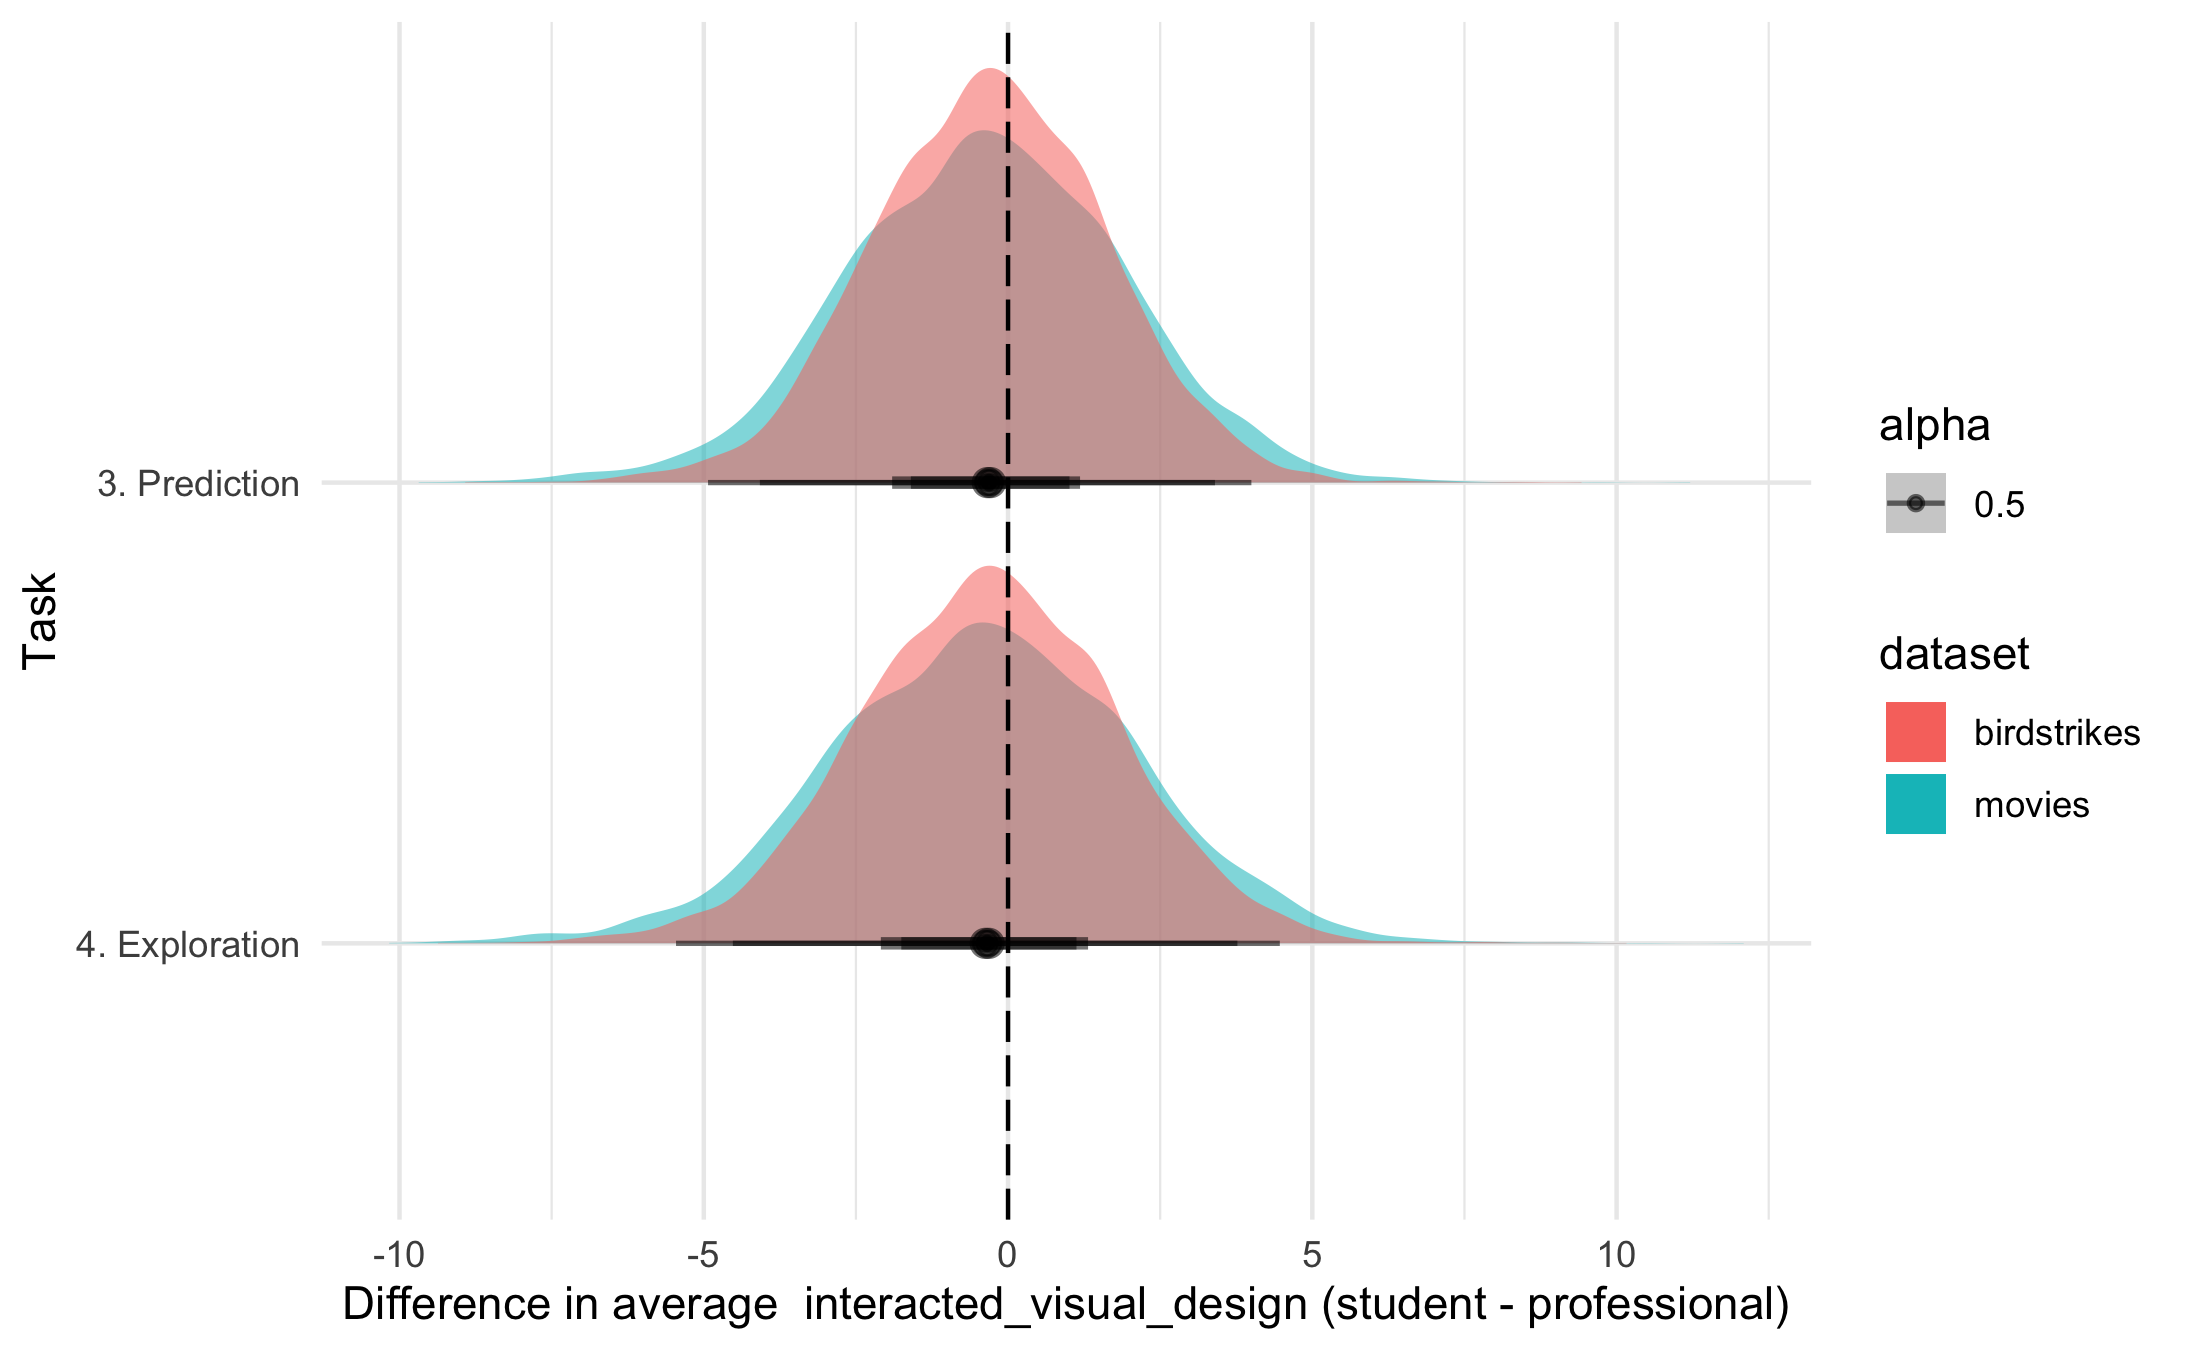 Task
3. Prediction
4. Exploration
-10 -5 0 5 10
Difference in average  interacted_visual_design (student - professional)
alpha
0.5
dataset
birdstrikes
movies